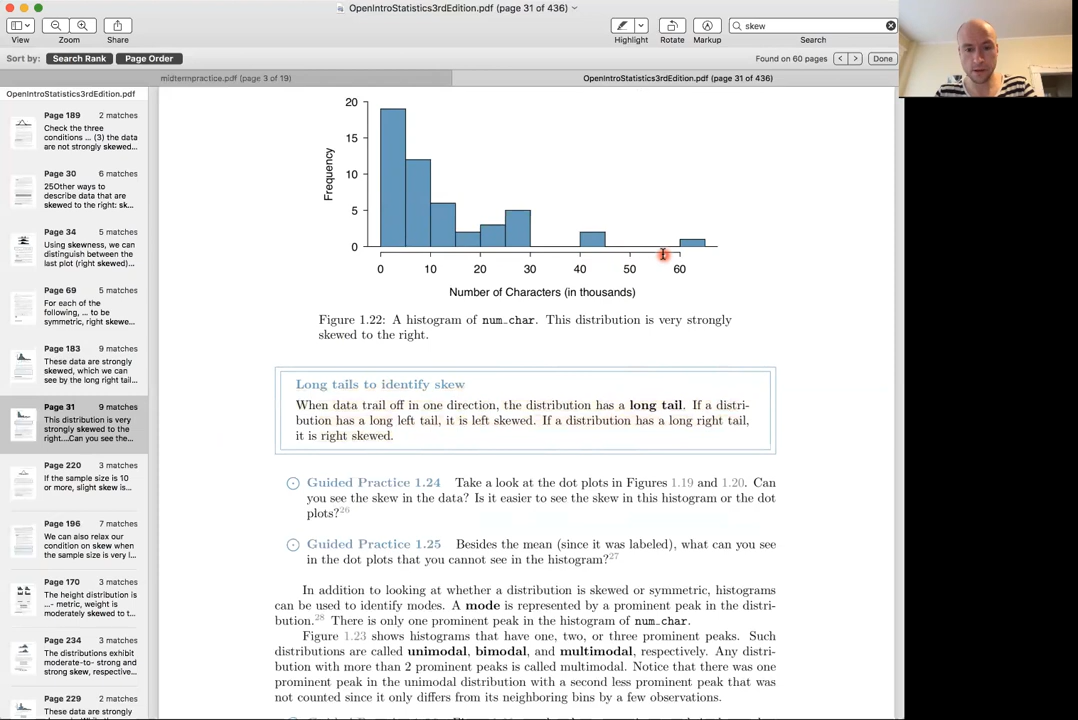 OpenIntroStatistics3rdEdition.pdf (page 31 of 436)
View
Zoom
Share
Highlight
Rotate
Markup
skew
Search
Sort by:
Search Rank
Page Order
Found on 60 pages
Done
midtermpractice.pdf (page 3 of 19)
OpenIntroStatistics3rdEdition.pdf (page 31 of 436)
OpenIntroStatistics3rdEdition.pdf
Page 189 2 matches
Check the three
conditions ... (3) the data
are not strongly skewed...
Page 30 6 matches
25Other ways to
describe data that are
skewed to the right: sk...
Page 34 5 matches
Using skewness, we can
distinguish between the
last plot (right skewed)...
Page 69 5 matches
For each of the
following, ... to be
symmetric, right skewe...
Page 183 9 matches
These data are strongly
skewed, which we can
see by the long right tail...
Page 31 9 matches
This distribution is very
strongly skewed to the
right....Can you see the...
Page 220 3 matches
If the sample size is 10
or more, slight skew is...
Page 196 7 matches
We can also relax our
condition on skew when
the sample size is very l...
Page 170 3 matches
The height distribution is
...- metric, weight is
moderately skewed to t...
Page 234 3 matches
The distributions exhibit
moderate-to- strong and
strong skew, respective...
Page 229 2 matches
These data are strongly
Frequency
20
15
10
5
0
0 10 20 30 40 50 60
Number of Characters (in thousands)
Figure 1.22: A histogram of num_char. This distribution is very strongly
skewed to the right.
Long tails to identify skew
When data trail off in one direction, the distribution has a long tail. If a distri-
bution has a long left tail, it is left skewed. If a distribution has a long right tail,
it is right skewed.
Guided Practice 1.24 Take a look at the dot plots in Figures 1.19 and 1.20. Can
you see the skew in the data? Is it easier to see the skew in this histogram or the dot
plots?26
Guided Practice 1.25 Besides the mean (since it was labeled), what can you see
in the dot plots that you cannot see in the histogram?27
In addition to looking at whether a distribution is skewed or symmetric, histograms
can be used to identify modes. A mode is represented by a prominent peak in the distri-
bution.28 There is only one prominent peak in the histogram of num_char.
Figure 1.23 shows histograms that have one, two, or three prominent peaks. Such
distributions are called unimodal, bimodal, and multimodal, respectively. Any distri-
bution with more than 2 prominent peaks is called multimodal. Notice that there was one
prominent peak in the unimodal distribution with a second less prominent peak that was
not counted since it only differs from its neighboring bins by a few observations.